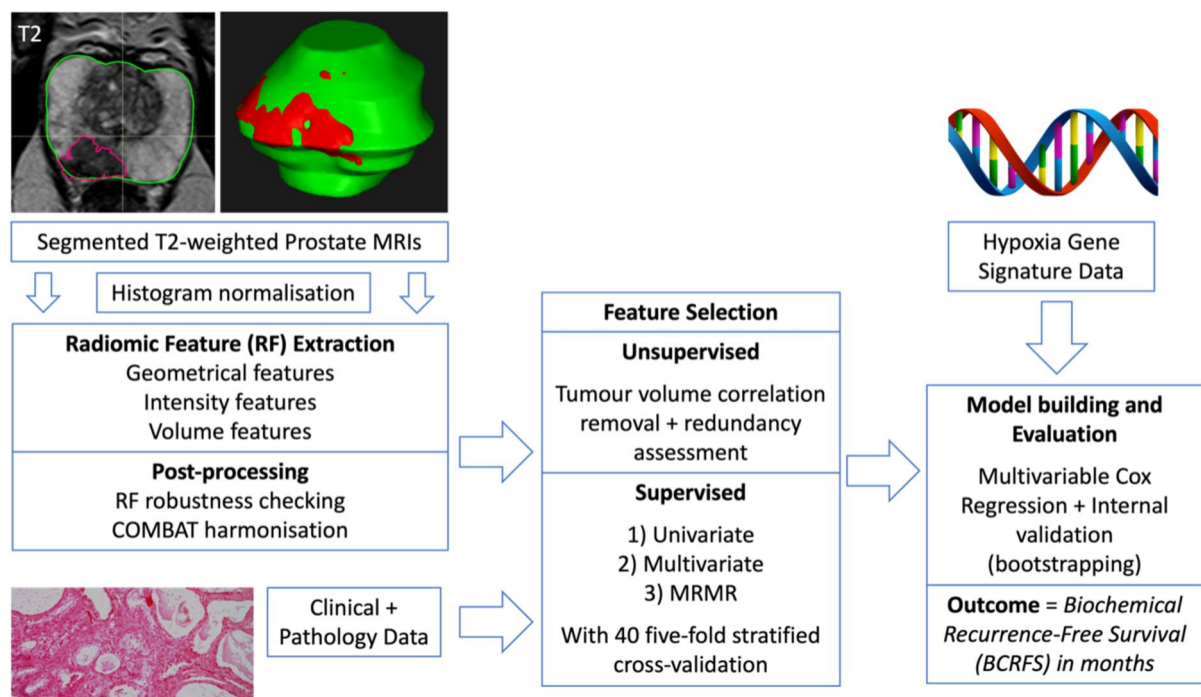 T2
Segmented T2-weighted Prostate MRIs
Histogram normalisation
Radiomic Feature (RF) Extraction
Geometrical features
Intensity features
Volume features
Post-processing
RF robustness checking
COMBAT harmonisation
Clinical +
Pathology Data
Feature Selection
Unsupervised
Tumour volume correlation
removal + redundancy
assessment
Supervised
1) Univariate
2) Multivariate
3) MRMR
With 40 five-fold stratified
cross-validation
Hypoxia Gene
Signature Data
Model building and
Evaluation
Multivariable Cox
Regression + Internal
validation
(bootstrapping)
Outcome = Biochemical
Recurrence-Free Survival
(BCRFS) in months